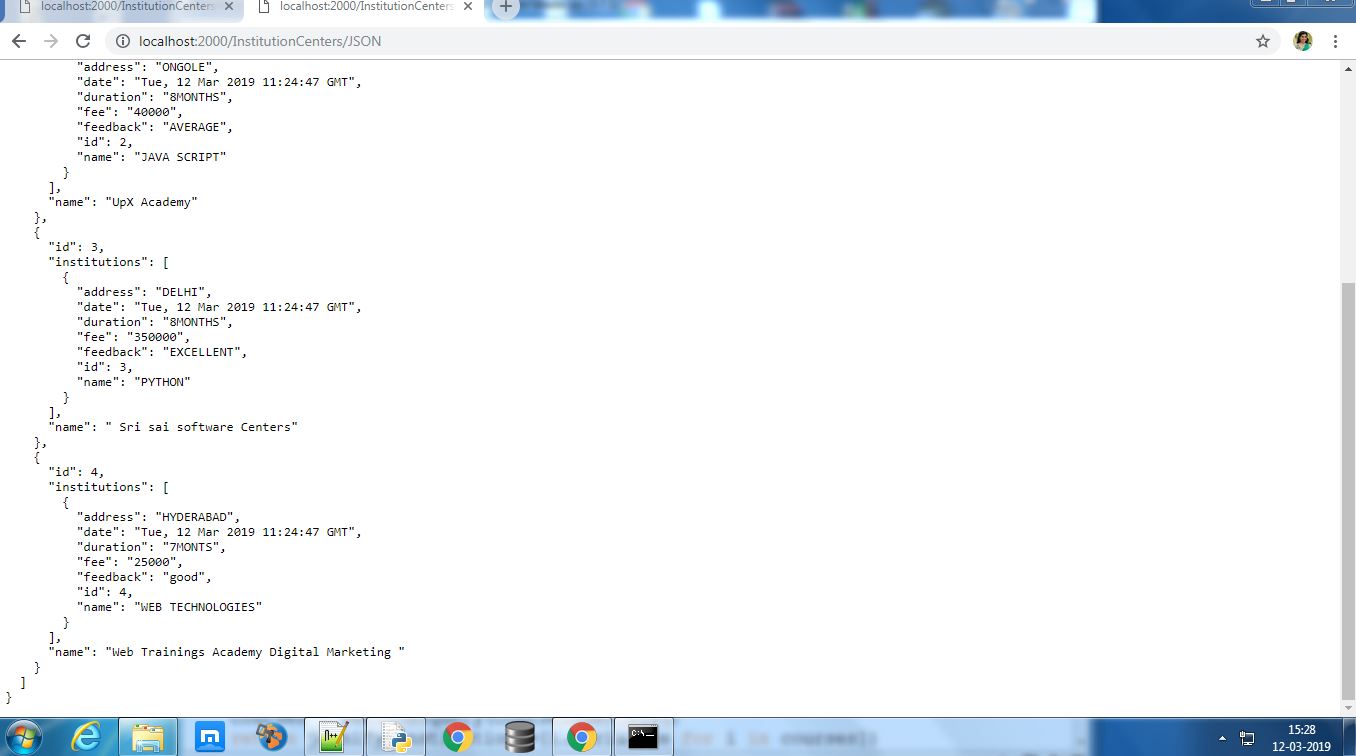 localhost:2000/InstitutionCenters
localhost:2000/InstitutionCenters
localhost:2000/InstitutionCenters/JSON
"address": "ONGOLE",
"date": "Tue, 12 Mar 2019 11:24:47 GMT",
"duration": "8MONTHS",
"fee": "40000",
"feedback": "AVERAGE",
"id": 2,
"name": "JAVA SCRIPT"
}
],
"name": "UpX Academy"
},
{
"id": 3,
"institutions": [
{
"address": "DELHI",
"date": "Tue, 12 Mar 2019 11:24:47 GMT",
"duration": "8MONTHS",
"fee": "350000",
"feedback": "EXCELLENT",
"id": 3,
"name": "PYTHON"
}
],
"name": " Sri sai software Centers"
},
{
"id": 4,
"institutions": [
{
"address": "HYDERABAD",
"date": "Tue, 12 Mar 2019 11:24:47 GMT",
"duration": "7MONTS",
"fee": "25000",
"feedback": "good",
"id": 4,
"name": "WEB TECHNOLOGIES"
}
],
"name": "Web Trainings Academy Digital Marketing "
}
]
}
for i in courses];
15:28
12-03-2019